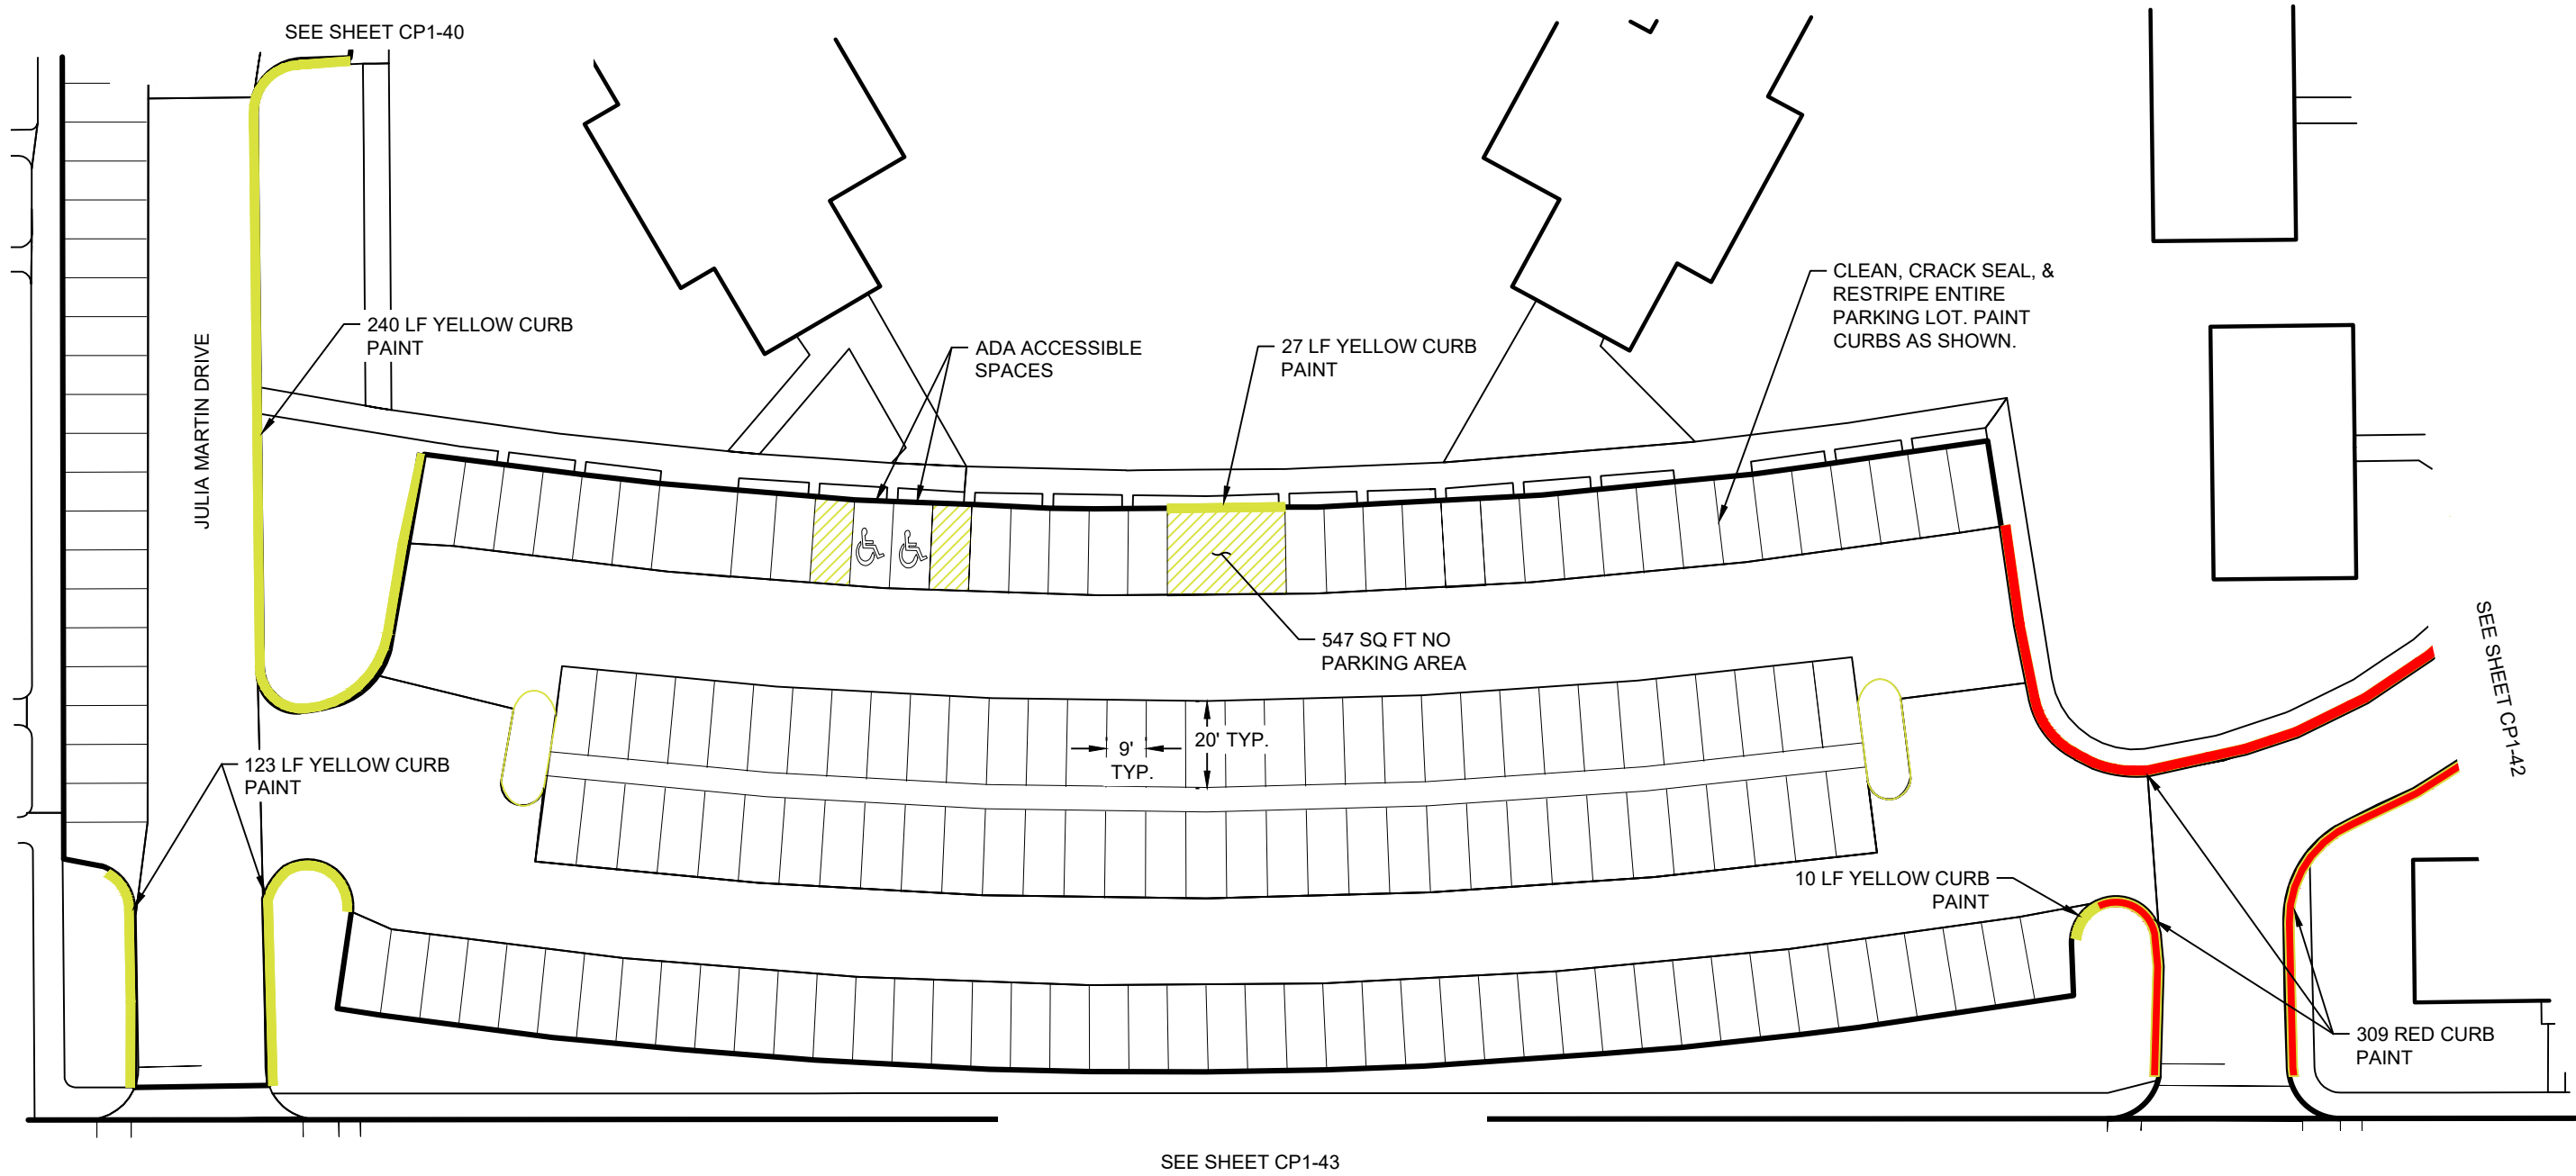 SEE SHEET CP1-40
CLEAN, CRACK SEAL, &
RESTRIPE ENTIRE
PARKING LOT. PAINT
CURBS AS SHOWN.
240 LF YELLOW CURB
PAINT
JULIA MARTIN DRIVE
ADA ACCESSIBLE
SPACES
27 LF YELLOW CURB
PAINT
547 SQ FT NO
PARKING AREA
SEE SHEET CP1-42
9'
TYP.
20' TYP.
123 LF YELLOW CURB
PAINT
10 LF YELLOW CURB
PAINT
309 RED CURB
PAINT
SEE SHEET CP1-43